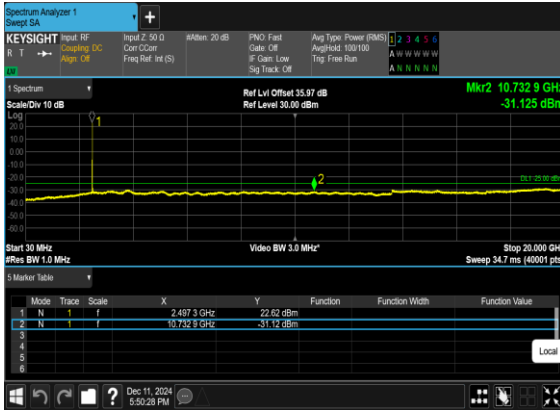 Spectrum Analyzer 1
Swept SA
+
KEYSIGHT
R T
LV
Input: RF
Coupling: DC
Align: Off
Input Z: 50 Ω
Corr CCorr
Freq Ref: Int (S)
#Atten: 20 dB
PNO: Fast
Gate: Off
IF Gain: Low
Sig Track: Off
Avg Type: Power (RMS)
Avg|Hold: 100/100
Trig: Free Run
1 2 3 4 5 6
A W W W W W
A N N N N N
1 Spectrum
Scale/Div 10 dB
Ref Lvl Offset 35.97 dB
Ref Level 30.00 dBm
Mkr2 10.732 9 GHz
-31.125 dBm
Log
20.0
10.0
0.00
-10.0
-20.0
-30.0
-40.0
-50.0
-60.0
1
2
DL1 -25.00 dBm
Start 30 MHz
#Res BW 1.0 MHz
Video BW 3.0 MHz*
Stop 20.000 GHz
Sweep 34.7 ms (40001 pts)
5 Marker Table
Mode Trace Scale X Y Function Function Width Function Value
1 N 1 f 2.497 3 GHz 22.62 dBm
2 N 1 f 10.732 9 GHz -31.12 dBm
3
4
5
6
Local
?
Dec 11, 2024
5:50:28 PM